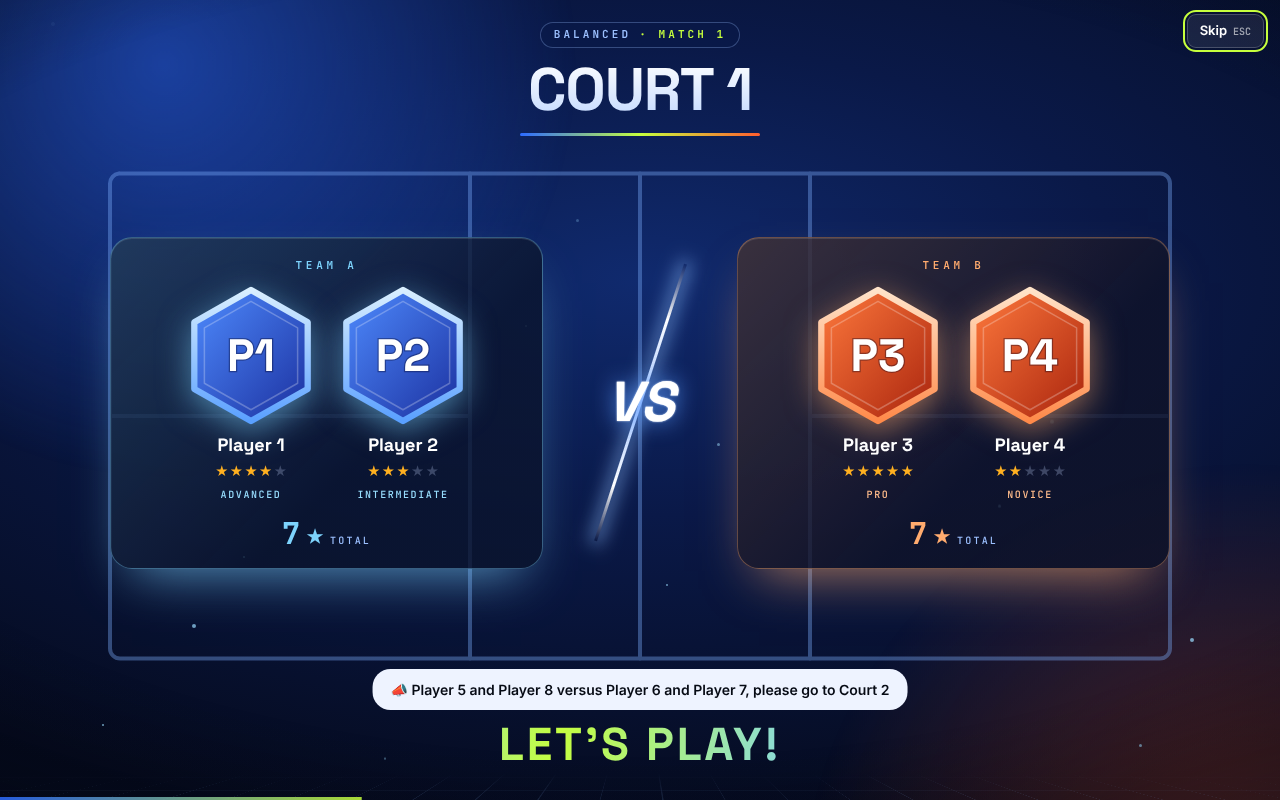 BALANCED · MATCH 1
Skip ESC
COURT 1
TEAM A
P1 P2
Player 1 Player 2
★★★★★ ★★★★★
ADVANCED INTERMEDIATE
7 ★ TOTAL
VS
TEAM B
P3 P4
Player 3 Player 4
★★★★★ ★★★★★
PRO NOVICE
7 ★ TOTAL
📣 Player 5 and Player 8 versus Player 6 and Player 7, please go to Court 2
LET’S PLAY!